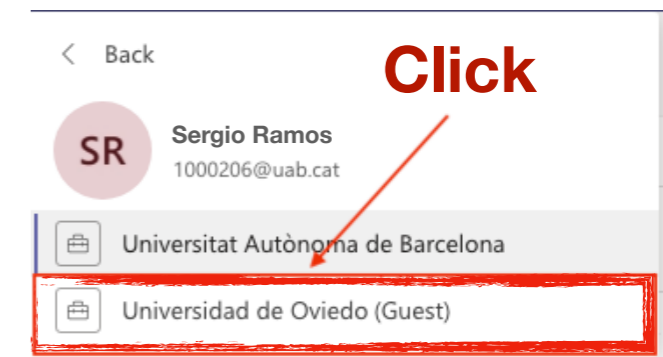 Back
Click
SR
Sergio Ramos
1000206@uab.cat
Universitat Autònoma de Barcelona
Universidad de Oviedo (Guest)